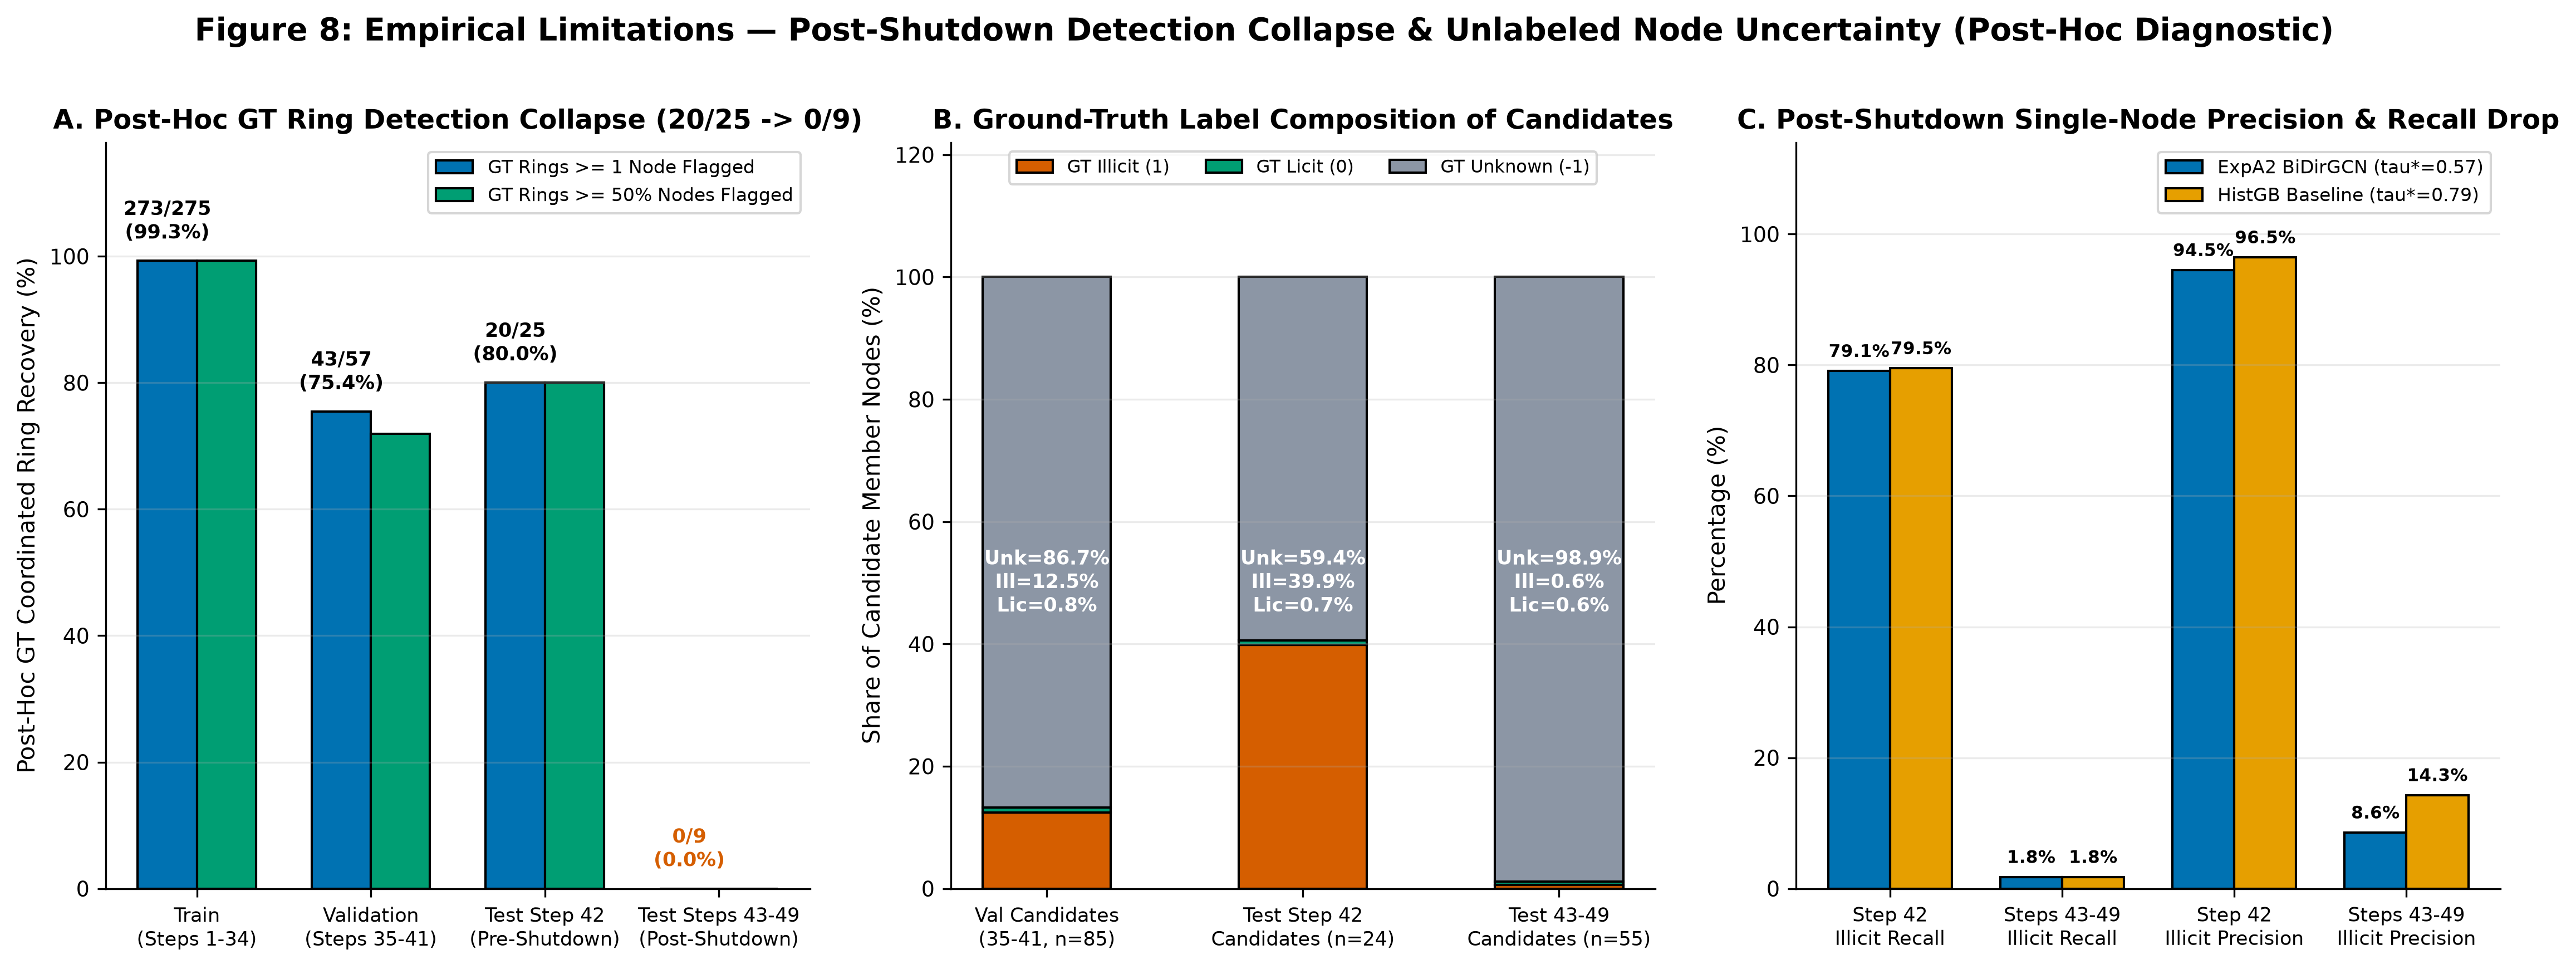 Figure 8: Empirical Limitations — Post-Shutdown Detection Collapse & Unlabeled Node Uncertainty (Post-Hoc Diagnostic)
A. Post-Hoc GT Ring Detection Collapse (20/25 -> 0/9)
Post-Hoc GT Coordinated Ring Recovery (%)
100
80
60
40
20
0
GT Rings >= 1 Node Flagged
GT Rings >= 50% Nodes Flagged
273/275
(99.3%)
43/57
(75.4%)
20/25
(80.0%)
0/9
(0.0%)
Train
(Steps 1-34)
Validation
(Steps 35-41)
Test Step 42
(Pre-Shutdown)
Test Steps 43-49
(Post-Shutdown)
B. Ground-Truth Label Composition of Candidates
Share of Candidate Member Nodes (%)
120
100
80
60
40
20
0
GT Illicit (1)
GT Licit (0)
GT Unknown (-1)
Unk=86.7%
Ill=12.5%
Lic=0.8%
Unk=59.4%
Ill=39.9%
Lic=0.7%
Unk=98.9%
Ill=0.6%
Lic=0.6%
Val Candidates
(35-41, n=85)
Test Step 42
Candidates (n=24)
Test 43-49
Candidates (n=55)
C. Post-Shutdown Single-Node Precision & Recall Drop
Percentage (%)
100
80
60
40
20
0
ExpA2 BiDirGCN (tau*=0.57)
HistGB Baseline (tau*=0.79)
79.1%
79.5%
1.8%
1.8%
94.5%
96.5%
8.6%
14.3%
Step 42
Illicit Recall
Steps 43-49
Illicit Recall
Step 42
Illicit Precision
Steps 43-49
Illicit Precision